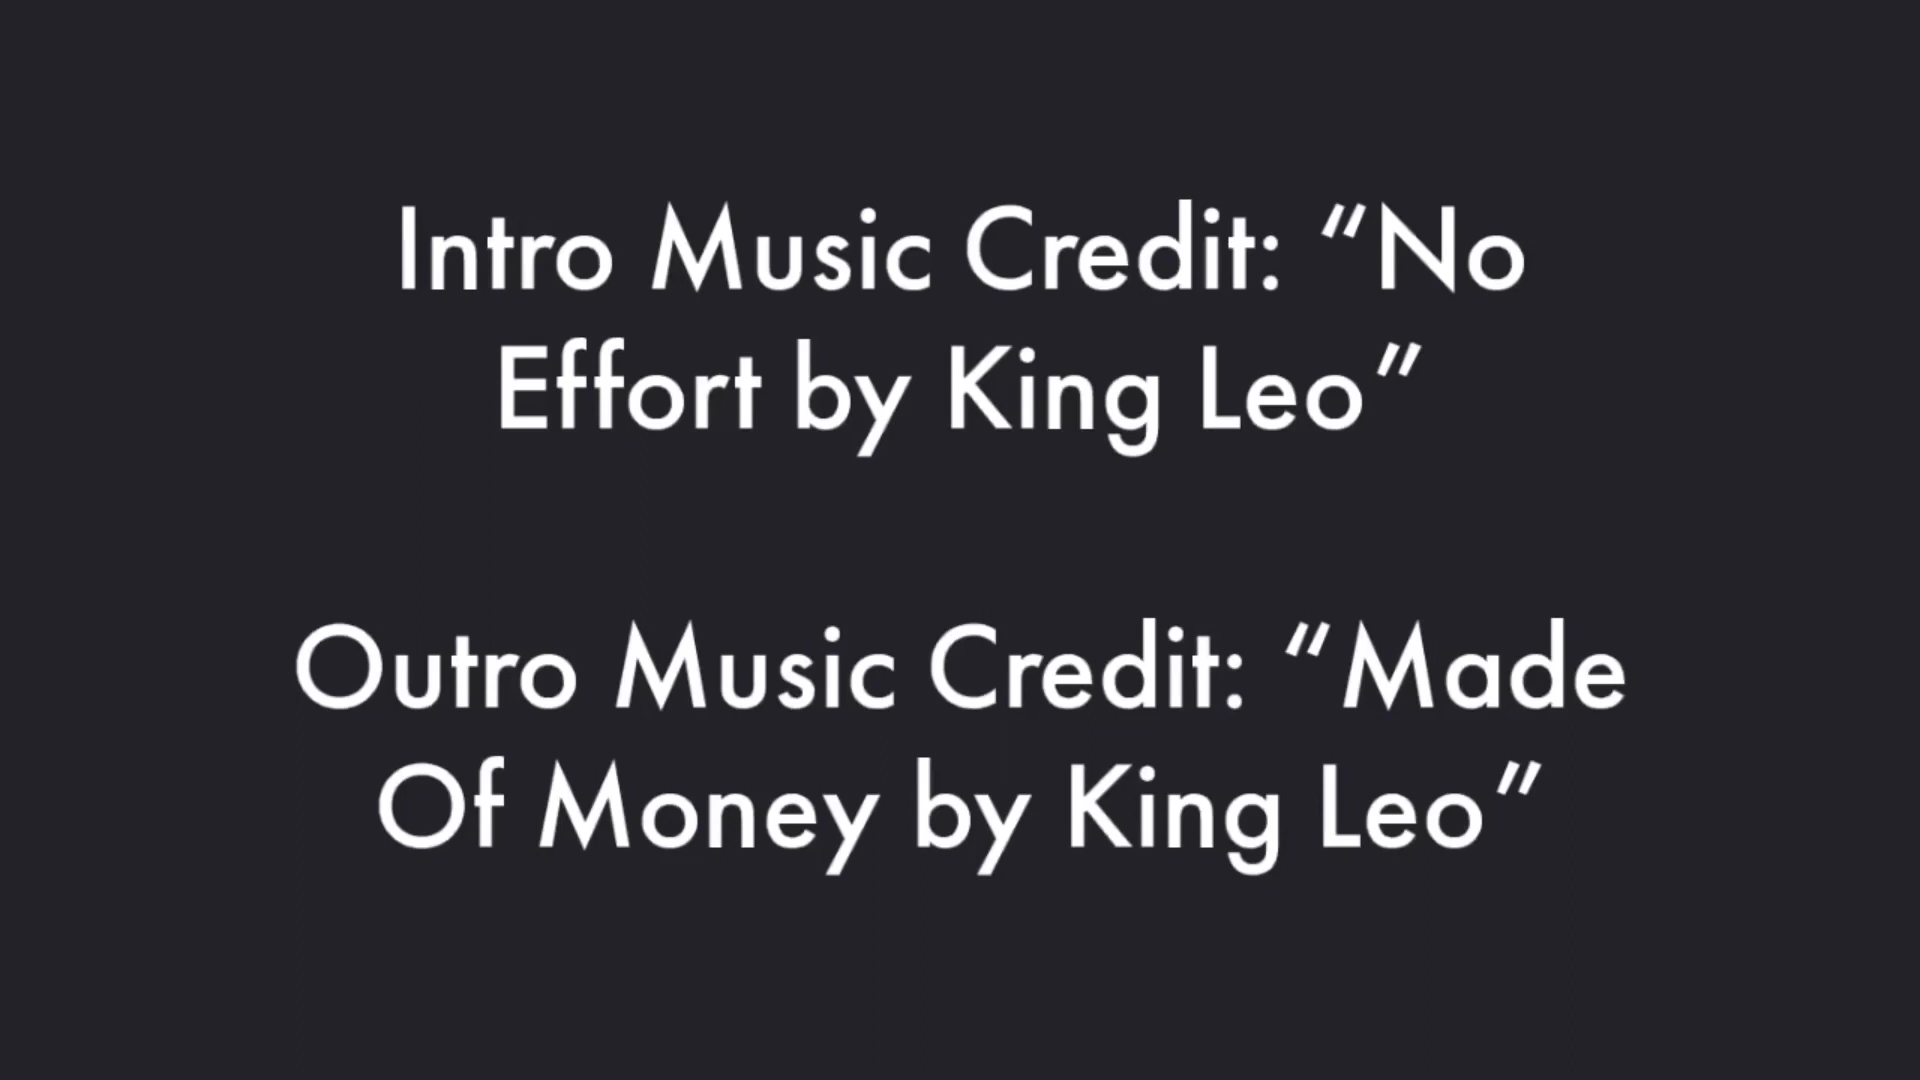 Intro Music Credit: “No
Effort by King Leo”
Outro Music Credit: “Made
Of Money by King Leo”